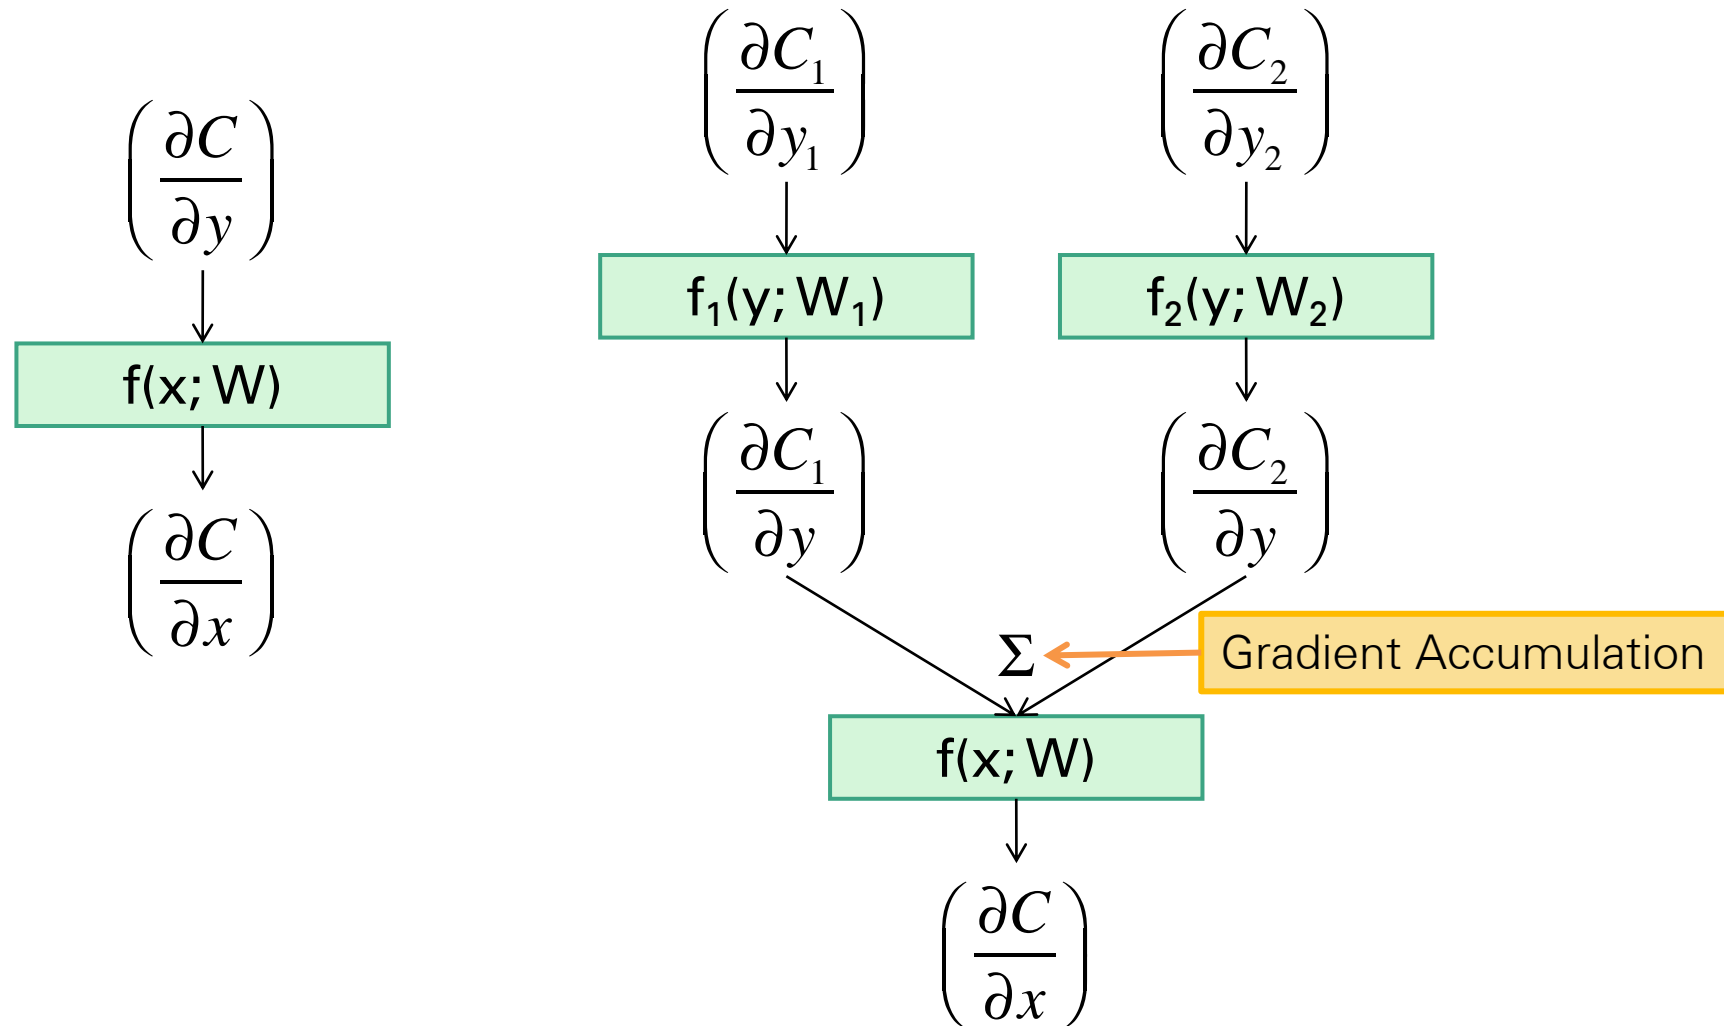 (∂C/∂y)
f(x; W)
(∂C/∂x)
(∂C₁/∂y₁)
(∂C₂/∂y₂)
f₁(y; W₁)
f₂(y; W₂)
(∂C₁/∂y)
(∂C₂/∂y)
Σ
Gradient Accumulation
f(x; W)
(∂C/∂x)